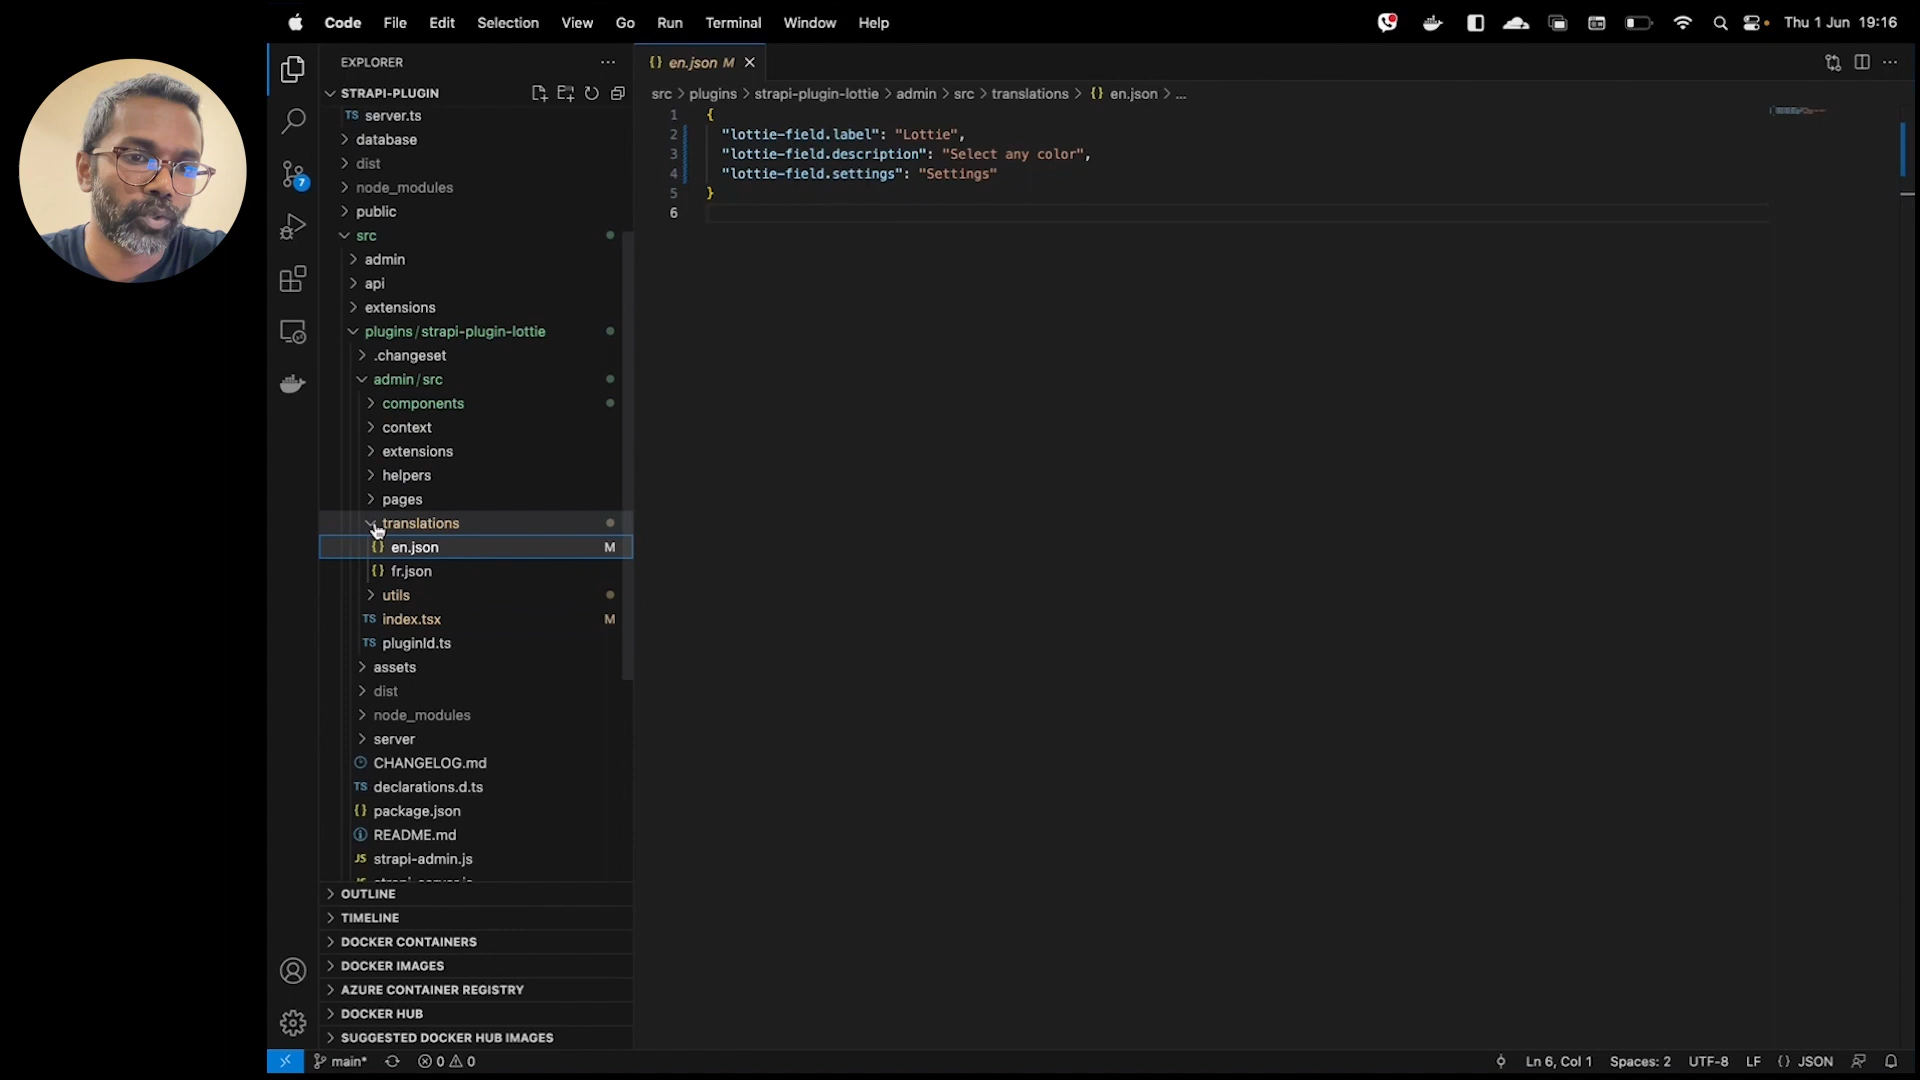 Code File Edit Selection View Go Run Terminal Window Help
Thu 1 Jun 19:16
EXPLORER
STRAPI-PLUGIN
TS server.ts
database
dist
node_modules
public
src
admin
api
extensions
plugins / strapi-plugin-lottie
.changeset
admin / src
components
context
extensions
helpers
pages
translations
{} en.json M
{} fr.json
utils
TS index.tsx M
TS pluginId.ts
assets
dist
node_modules
server
CHANGELOG.md
TS declarations.d.ts
{} package.json
README.md
JS strapi-admin.js
OUTLINE
TIMELINE
DOCKER CONTAINERS
DOCKER IMAGES
AZURE CONTAINER REGISTRY
DOCKER HUB
SUGGESTED DOCKER HUB IMAGES
7
{} en.json M
src > plugins > strapi-plugin-lottie > admin > src > translations > {} en.json > ...
1 {
2 "lottie-field.label": "Lottie",
3 "lottie-field.description": "Select any color",
4 "lottie-field.settings": "Settings"
5 }
6
main* 0 0
Ln 6, Col 1 Spaces: 2 UTF-8 LF {} JSON